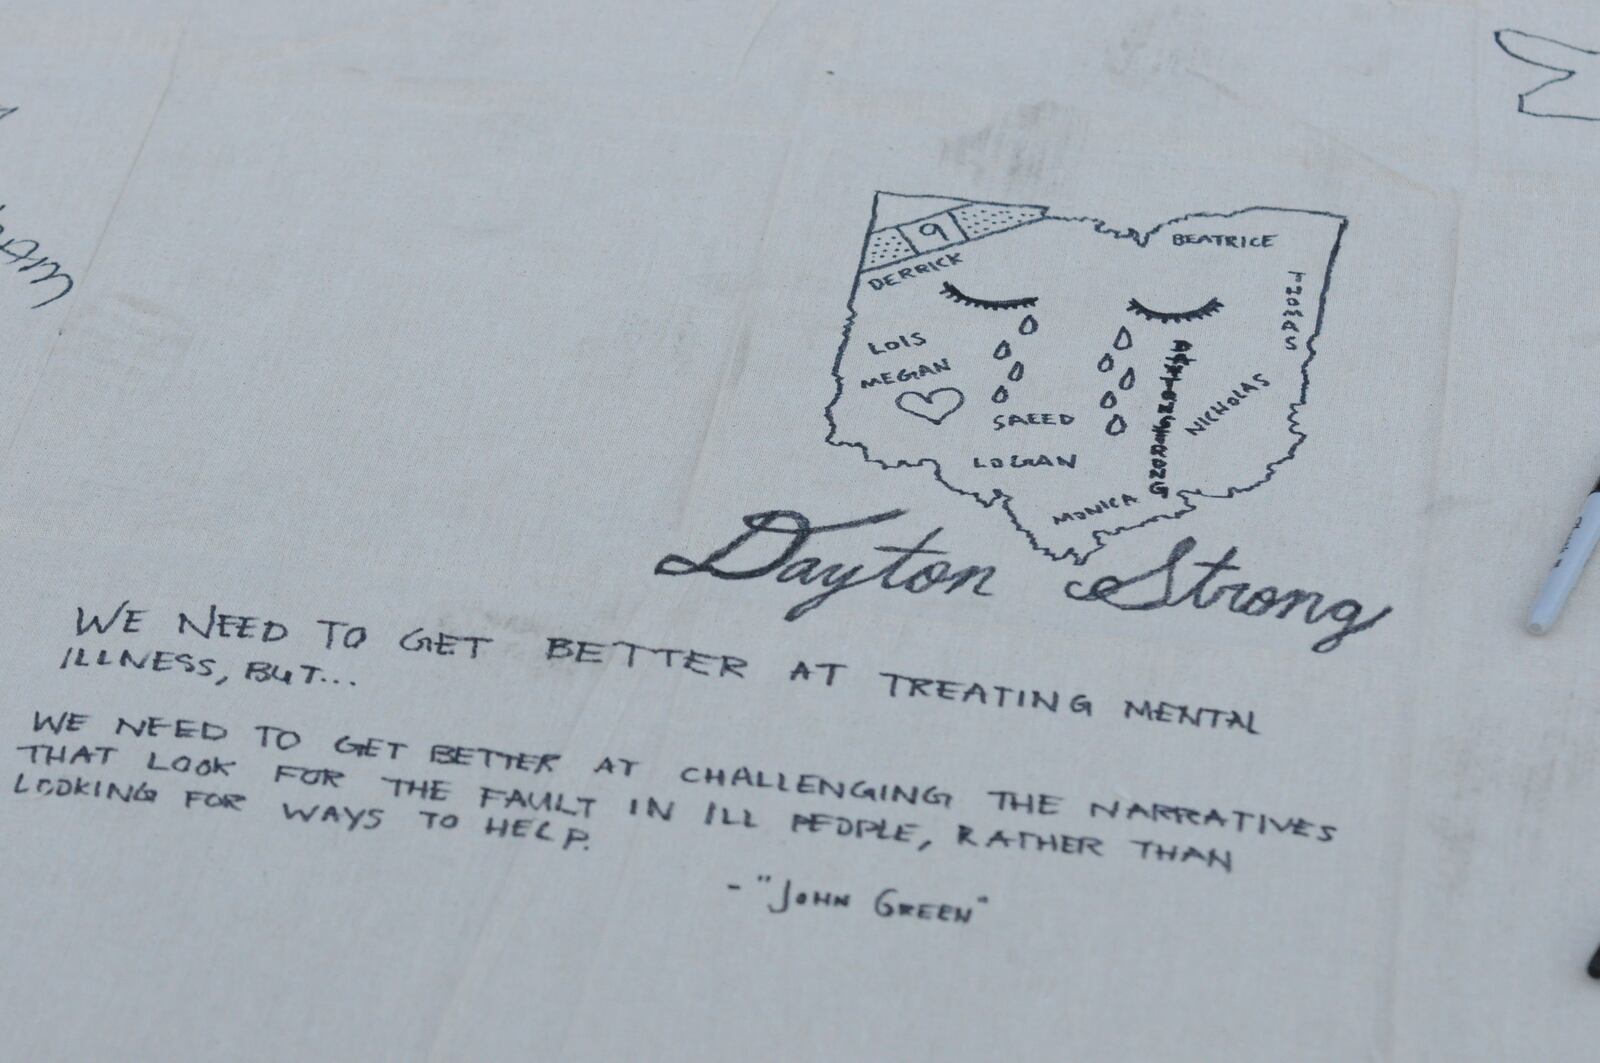 9
BEATRICE
DERRICK
THOMAS
LOIS
MEGAN
NICHOLAS
SAEED
LOGAN
MONICA
Dayton Strong
WE NEED TO GET BETTER AT TREATING MENTAL
ILLNESS, BUT...
WE NEED TO GET BETTER AT CHALLENGING THE NARRATIVES
THAT LOOK FOR THE FAULT IN ILL PEOPLE, RATHER THAN
LOOKING FOR WAYS TO HELP.
- "JOHN GREEN"